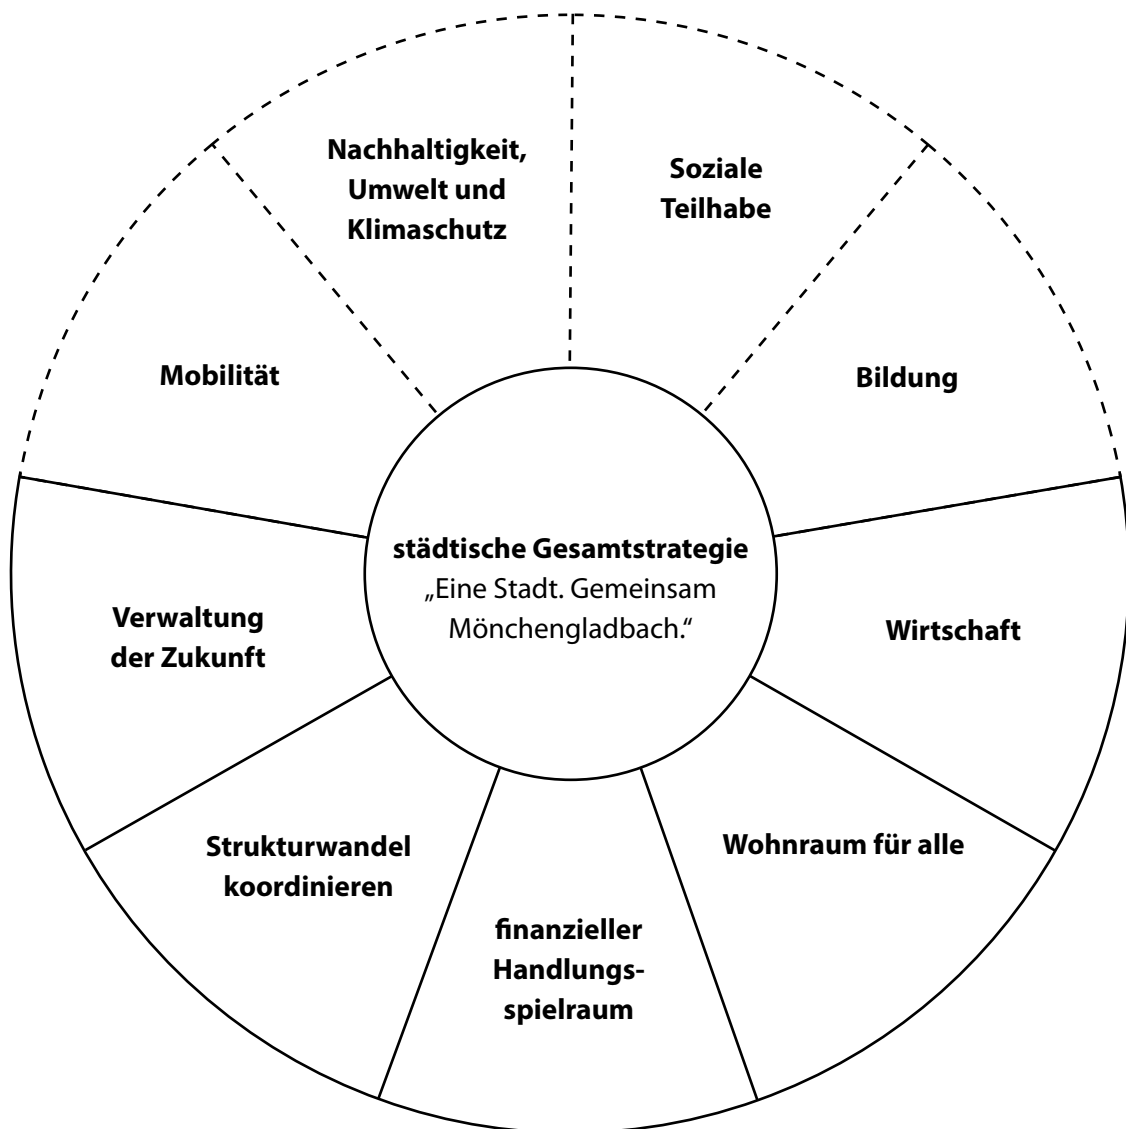 Nachhaltigkeit,
Umwelt und
Klimaschutz
Soziale
Teilhabe
Mobilität
Bildung
städtische Gesamtstrategie
„Eine Stadt. Gemeinsam
Mönchengladbach.“
Verwaltung
der Zukunft
Wirtschaft
Strukturwandel
koordinieren
Wohnraum für alle
finanzieller
Handlungs-
spielraum